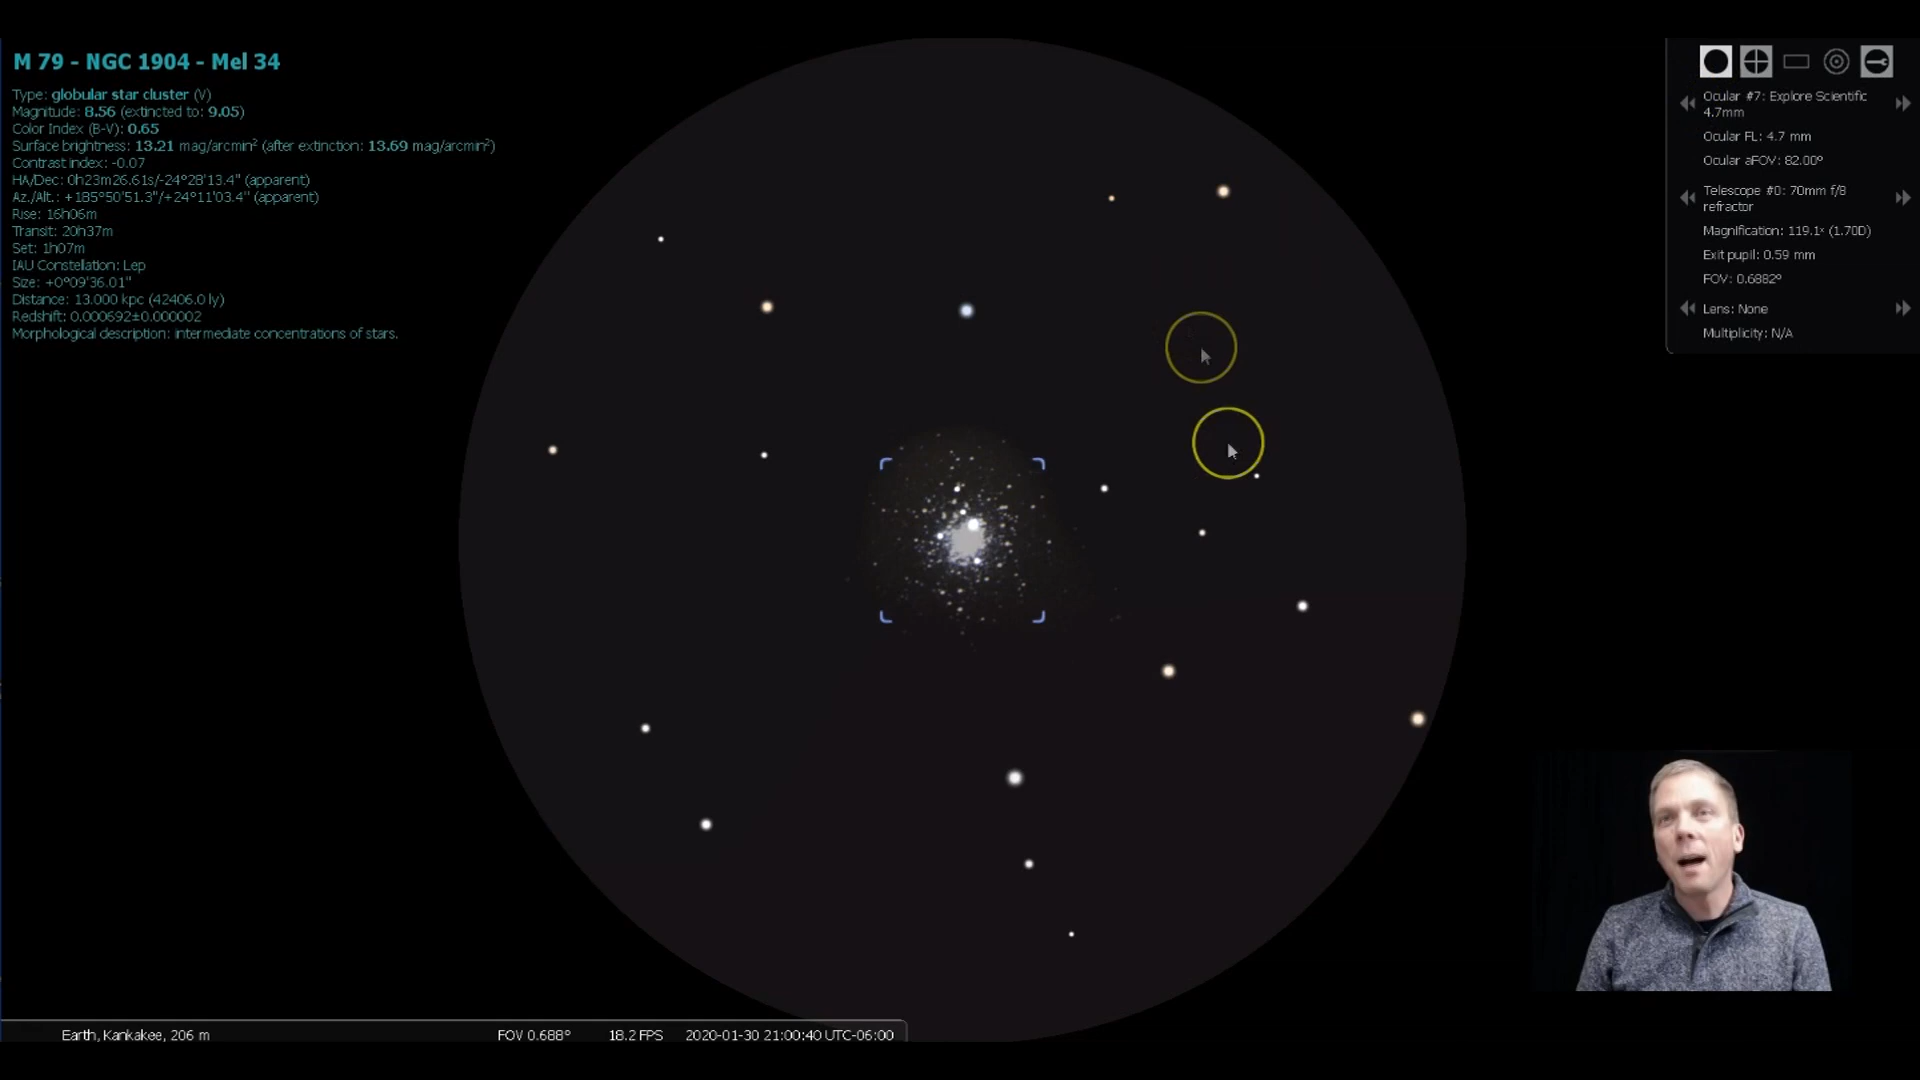 M 79 - NGC 1904 - Mel 34
Type: globular star cluster (V)
Magnitude: 8.56 (extincted to: 9.05)
Color Index (B-V): 0.65
Surface brightness: 13.21 mag/arcmin² (after extinction: 13.69 mag/arcmin²)
Contrast index: -0.07
HA/Dec: 0h23m26.61s/-24°28'13.4" (apparent)
Az./Alt.: +185°50'51.3"/+24°11'03.4" (apparent)
Rise: 16h06m
Transit: 20h37m
Set: 1h07m
IAU Constellation: Lep
Size: +0°09'36.01"
Distance: 13.000 kpc (42406.0 ly)
Redshift: 0.000692±0.000002
Morphological description: intermediate concentrations of stars.
Ocular #7: Explore Scientific
4.7mm
Ocular FL: 4.7 mm
Ocular aFOV: 82.00°
Telescope #0: 70mm f/8
refractor
Magnification: 119.1× (1.70D)
Exit pupil: 0.59 mm
FOV: 0.6882°
Lens: None
Multiplicity: N/A
Earth, Kankakee, 206 m FOV 0.688° 18.2 FPS 2020-01-30 21:00:40 UTC-06:00